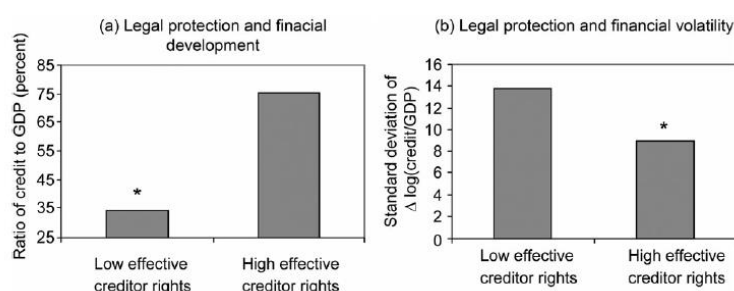 (a) Legal protection and finacial
development
Ratio of credit to GDP (percent)
85
75
65
55
45
35
25
*
Low effective
creditor rights
High effective
creditor rights
(b) Legal protection and financial volatility
Standard deviation of
Δ log(credit/GDP)
16
14
12
10
8
6
4
2
0
*
Low effective
creditor rights
High effective
creditor rights